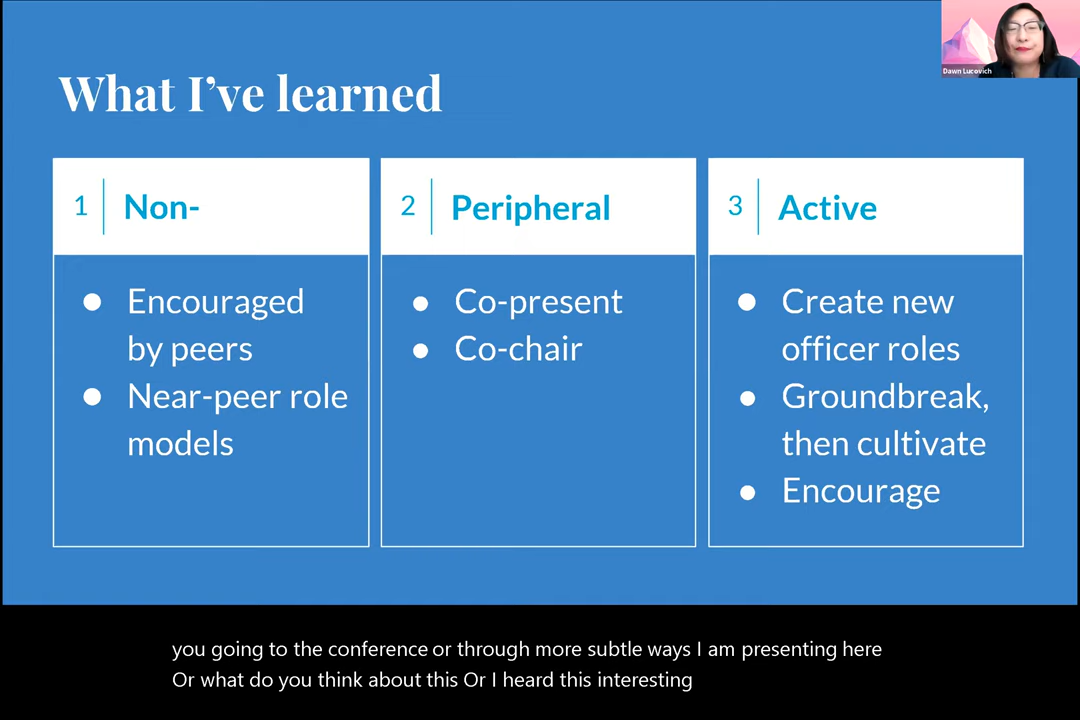 Dawn Lucovich
What I've learned
1 Non-
● Encouraged
by peers
● Near-peer role
models
2 Peripheral
● Co-present
● Co-chair
3 Active
● Create new
officer roles
● Groundbreak,
then cultivate
● Encourage
you going to the conference or through more subtle ways I am presenting here
Or what do you think about this Or I heard this interesting